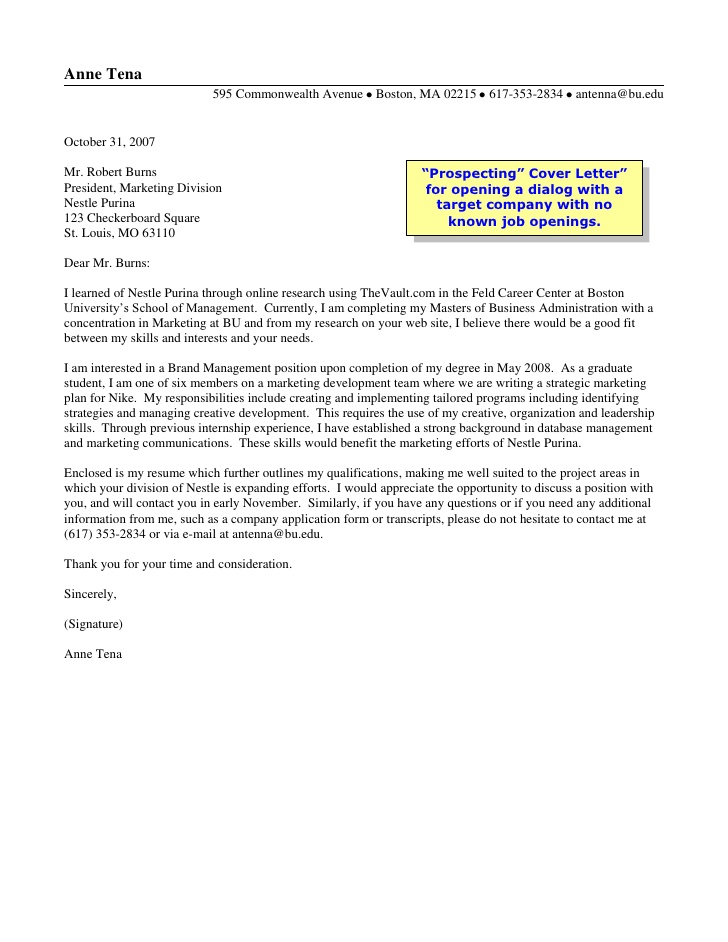 Anne Tena
595 Commonwealth Avenue ● Boston, MA 02215 ● 617-353-2834 ● antenna@bu.edu
October 31, 2007
Mr. Robert Burns
President, Marketing Division
Nestle Purina
123 Checkerboard Square
St. Louis, MO 63110
“Prospecting” Cover Letter”
for opening a dialog with a
target company with no
known job openings.
Dear Mr. Burns:
I learned of Nestle Purina through online research using TheVault.com in the Feld Career Center at Boston
University’s School of Management.  Currently, I am completing my Masters of Business Administration with a
concentration in Marketing at BU and from my research on your web site, I believe there would be a good fit
between my skills and interests and your needs.
I am interested in a Brand Management position upon completion of my degree in May 2008.  As a graduate
student, I am one of six members on a marketing development team where we are writing a strategic marketing
plan for Nike.  My responsibilities include creating and implementing tailored programs including identifying
strategies and managing creative development.  This requires the use of my creative, organization and leadership
skills.  Through previous internship experience, I have established a strong background in database management
and marketing communications.  These skills would benefit the marketing efforts of Nestle Purina.
Enclosed is my resume which further outlines my qualifications, making me well suited to the project areas in
which your division of Nestle is expanding efforts.  I would appreciate the opportunity to discuss a position with
you, and will contact you in early November.  Similarly, if you have any questions or if you need any additional
information from me, such as a company application form or transcripts, please do not hesitate to contact me at
(617) 353-2834 or via e-mail at antenna@bu.edu.
Thank you for your time and consideration.
Sincerely,
(Signature)
Anne Tena